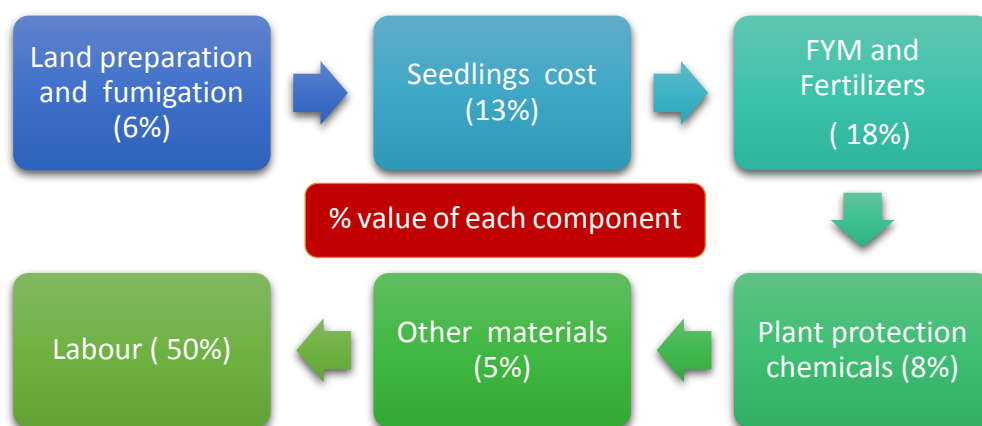 Land preparation
and fumigation
(6%)
Seedlings cost
(13%)
FYM and
Fertilizers
( 18%)
% value of each component
Plant protection
chemicals (8%)
Other materials
(5%)
Labour ( 50%)